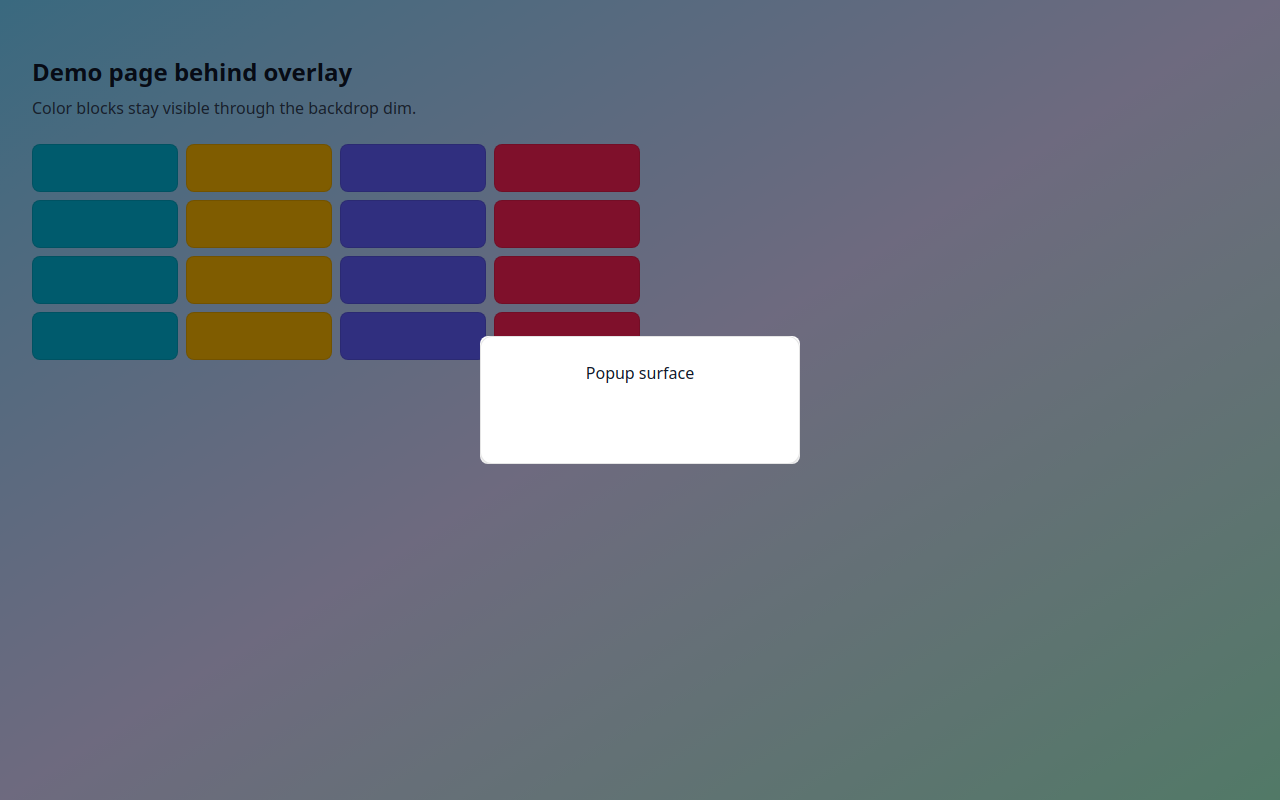 Demo page behind overlay
Color blocks stay visible through the backdrop dim.
Popup surface